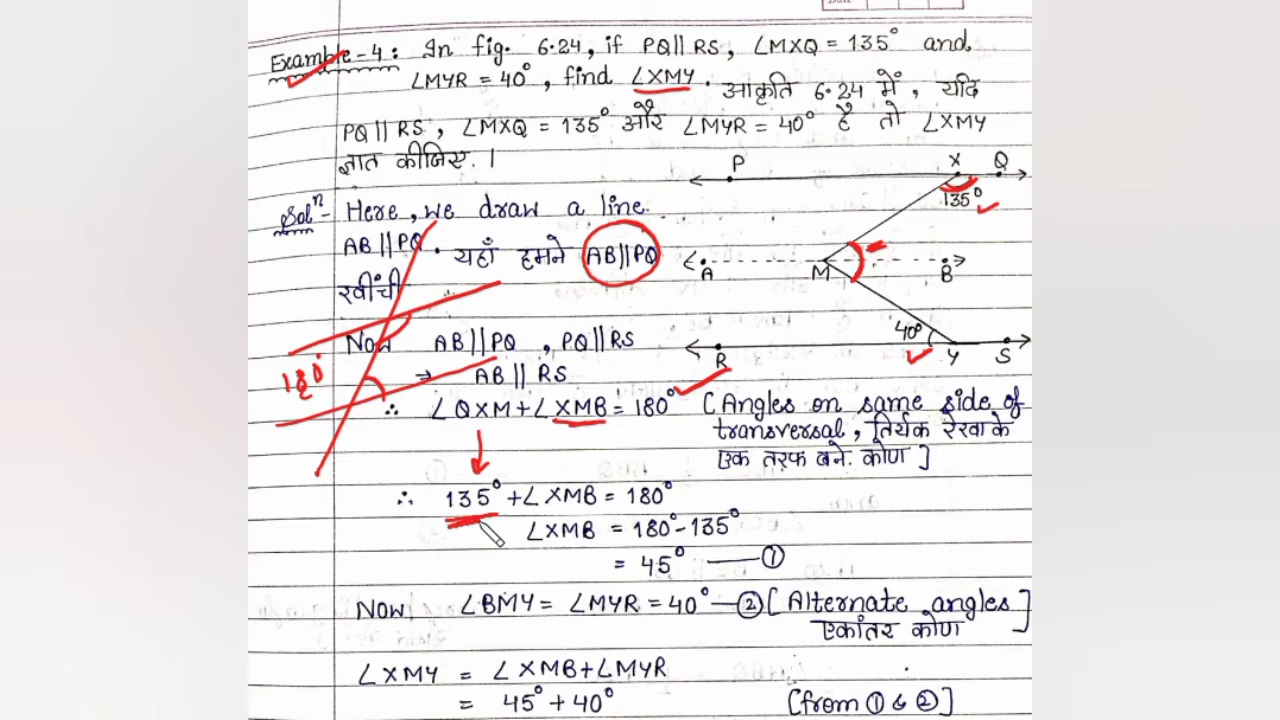 Date
Example-4: In fig. 6.24, if PQ||RS, ∠MXQ = 135° and
∠MYR = 40°, find ∠XMY. आकृति 6.24 में, यदि
PQ||RS, ∠MXQ = 135° और ∠MYR = 40° है तो ∠XMY
ज्ञात कीजिए.।
P X Q
135°
Solⁿ- Here, we draw a line
AB||PQ. यहाँ हमने AB||PQ
खींची
A M B
40°
R Y S
Now AB||PQ, PQ||RS
180°
→ AB||RS
∴ ∠QXM+∠XMB = 180° [Angles on same side of
transversal, तिर्यक रेखा के
एक तरफ बने. कोण]
∴ 135°+∠XMB = 180°
∠XMB = 180°-135°
= 45° —①
Now ∠BMY = ∠MYR = 40° —② [Alternate angles]
एकांतर कोण
∠XMY = ∠XMB+∠MYR
= 45°+40° [from ① & ②]